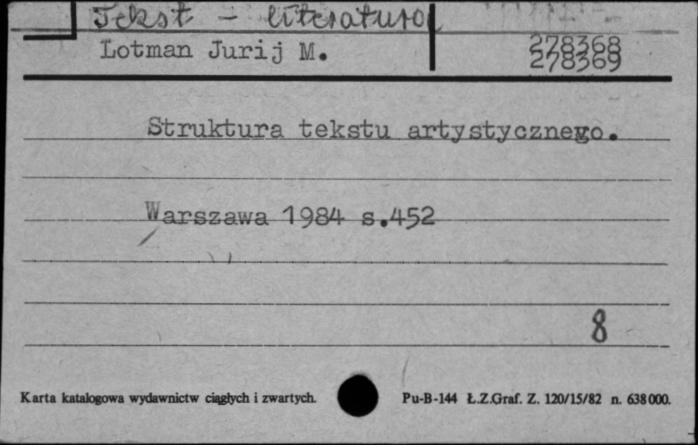 Tekst - literatura
Lotman Jurij M.
278368
278369
Struktura tekstu artystycznego.
Warszawa 1984 s.452
8
Karta katalogowa wydawnictw ciągłych i zwartych.
Pu-B-144 Ł.Z.Graf. Z. 120/15/82 n. 638000.